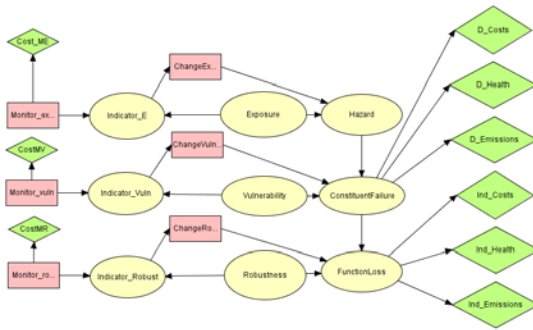 Cost_ME
D_Costs
ChangeEx...
D_Health
Monitor_ex...
Indicator_E
Exposure
Hazard
D_Emissions
CostMV
ChangeVuln...
Monitor_vuln
Indicator_Vuln
Vulnerability
ConstituentFailure
Ind_Costs
CostMR
ChangeRo...
Ind_Health
Monitor_ro...
Indicator_Robust
Robustness
FunctionLoss
Ind_Emissions